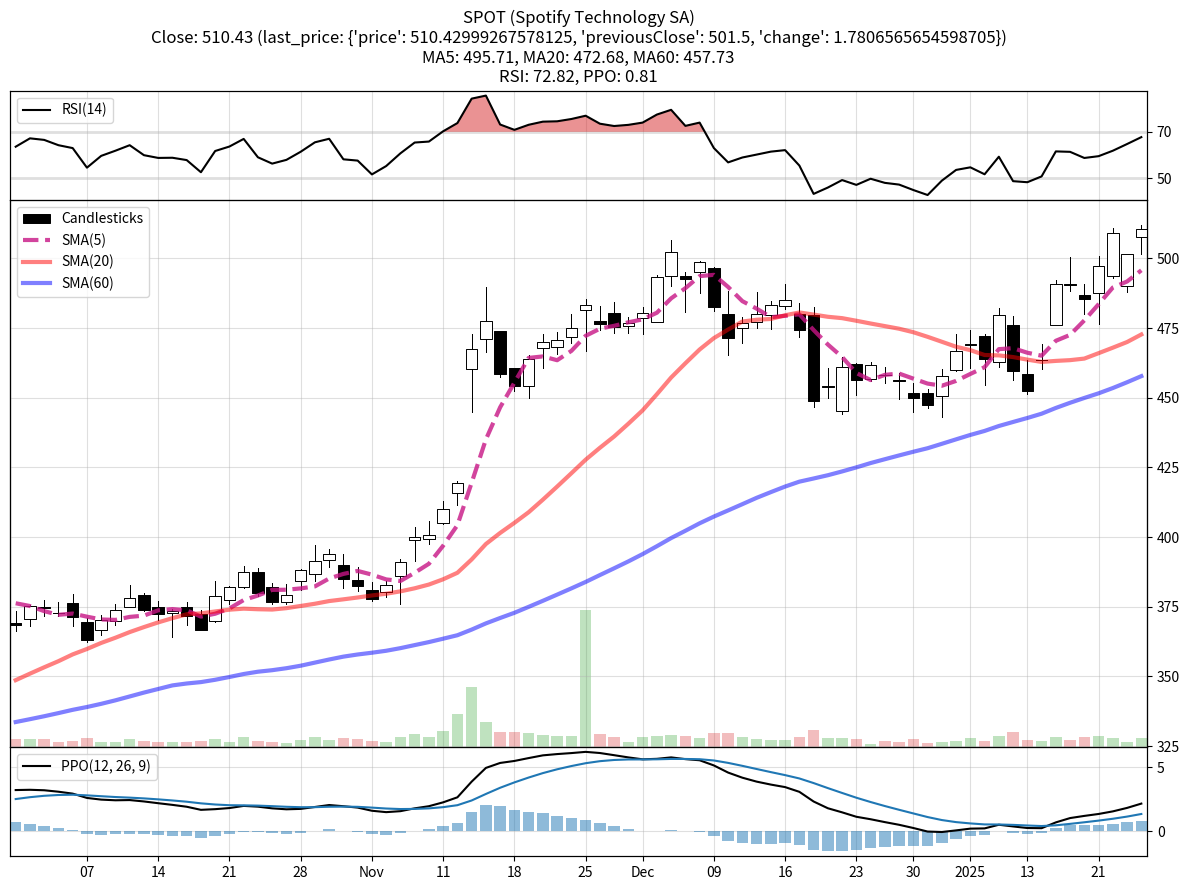 SPOT (Spotify Technology SA)
Close: 510.43 (last_price: {'price': 510.42999267578125, 'previousClose': 501.5, 'change': 1.7806565654598705})
MA5: 495.71, MA20: 472.68, MA60: 457.73
RSI: 72.82, PPO: 0.81
RSI(14)
70
50
Candlesticks
SMA(5)
SMA(20)
SMA(60)
500
475
450
425
400
375
350
325
PPO(12, 26, 9)
5
0
07 14 21 28 Nov 11 18 25 Dec 09 16 23 30 2025 13 21